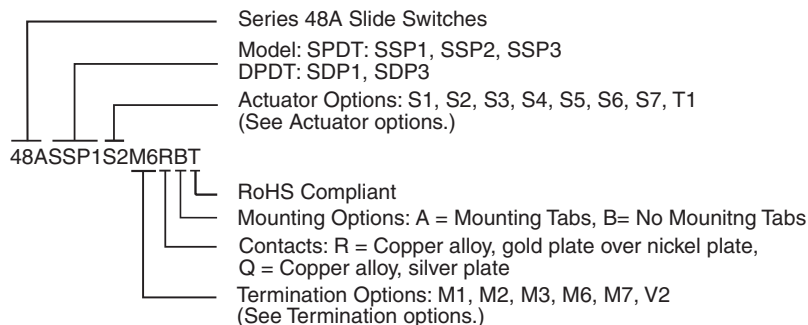 Series 48A Slide Switches
Model: SPDT: SSP1, SSP2, SSP3
DPDT: SDP1, SDP3
Actuator Options: S1, S2, S3, S4, S5, S6, S7, T1
(See Actuator options.)
48ASSP1S2M6RBT
RoHS Compliant
Mounting Options: A = Mounting Tabs, B= No Mounitng Tabs
Contacts: R = Copper alloy, gold plate over nickel plate,
Q = Copper alloy, silver plate
Termination Options: M1, M2, M3, M6, M7, V2
(See Termination options.)